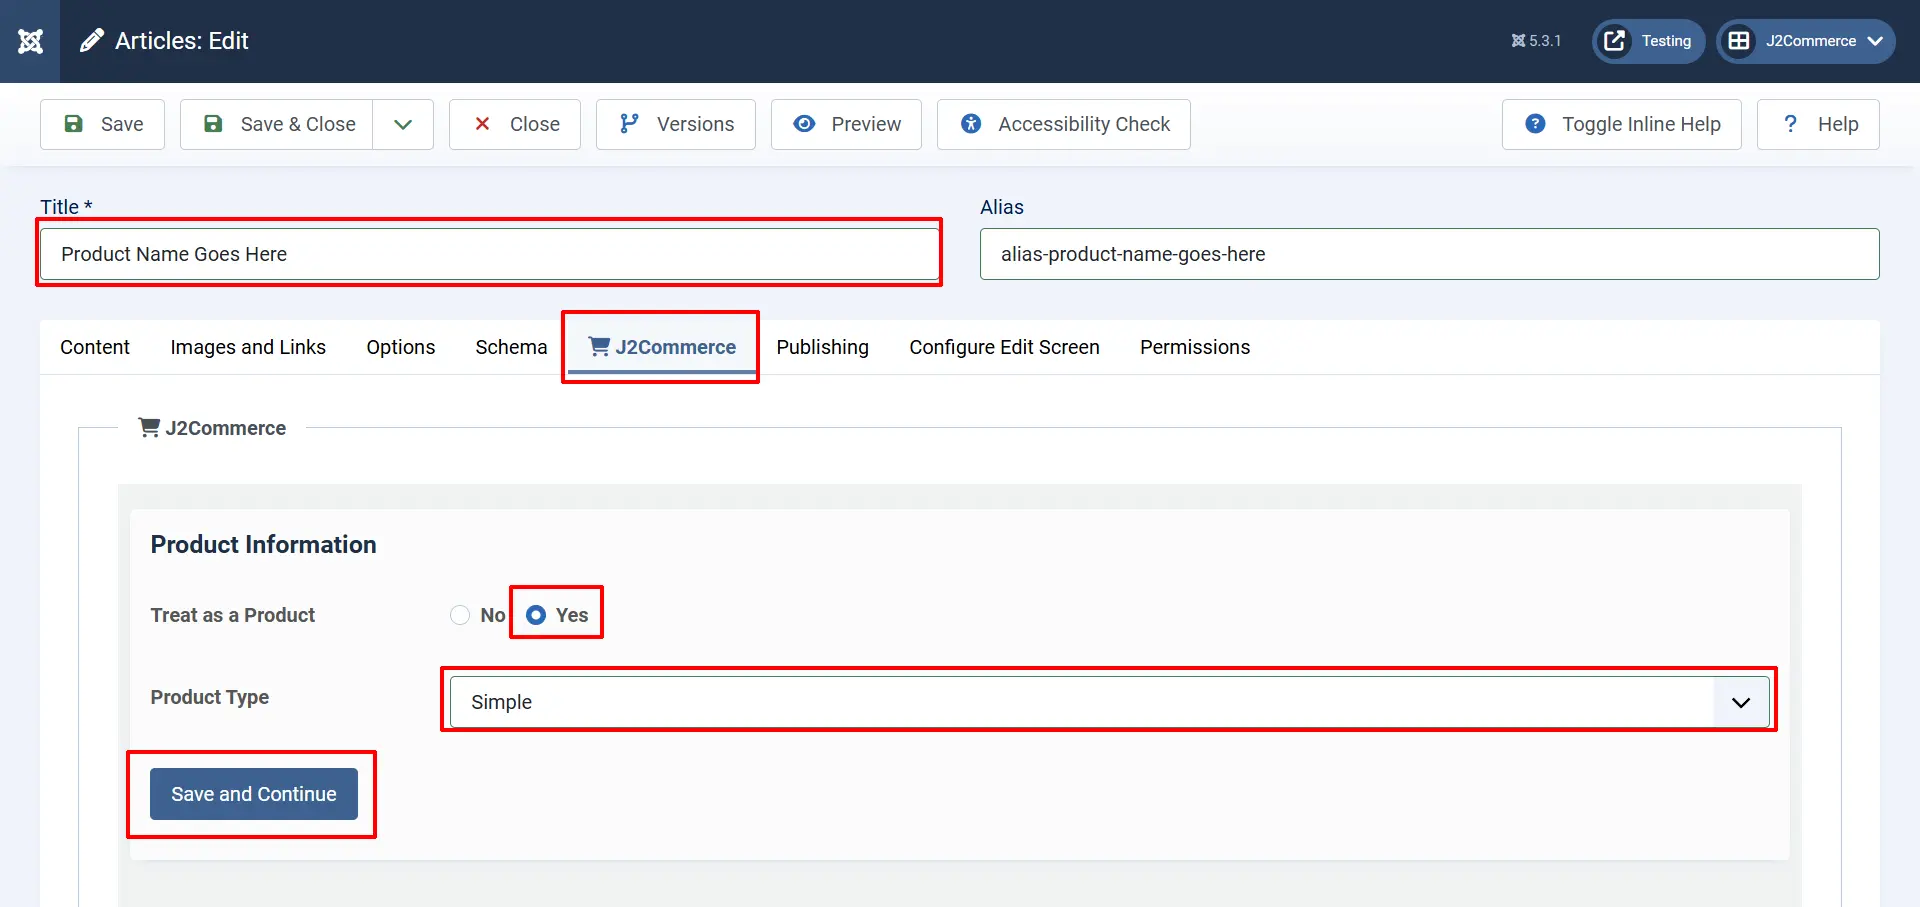 Articles: Edit
5.3.1
Testing
J2Commerce
Save
Save & Close
Close
Versions
Preview
Accessibility Check
Toggle Inline Help
? Help
Title *
Alias
Product Name Goes Here
alias-product-name-goes-here
Content
Images and Links
Options
Schema
J2Commerce
Publishing
Configure Edit Screen
Permissions
J2Commerce
Product Information
Treat as a Product
No
Yes
Product Type
Simple
Save and Continue